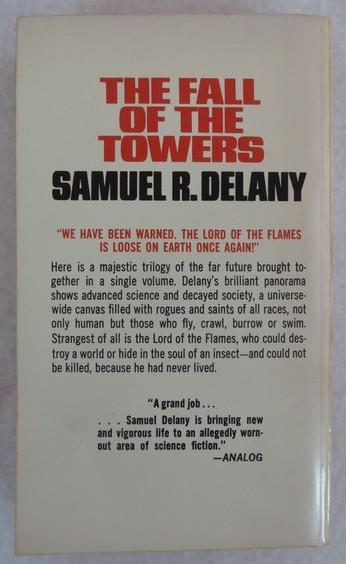 THE FALL
OF THE
TOWERS
SAMUEL R. DELANY
"WE HAVE BEEN WARNED. THE LORD OF THE FLAMES
IS LOOSE ON EARTH ONCE AGAIN!"
Here is a majestic trilogy of the far future brought to-
gether in a single volume. Delany's brilliant panorama
shows advanced science and decayed society, a universe-
wide canvas filled with rogues and saints of all races, not
only human but those who fly, crawl, burrow or swim.
Strangest of all is the Lord of the Flames, who could des-
troy a world or hide in the soul of an insect—and could not
be killed, because he had never lived.
"A grand job . . .
. . . Samuel Delany is bringing new
and vigorous life to an allegedly worn-
out area of science fiction."
—ANALOG